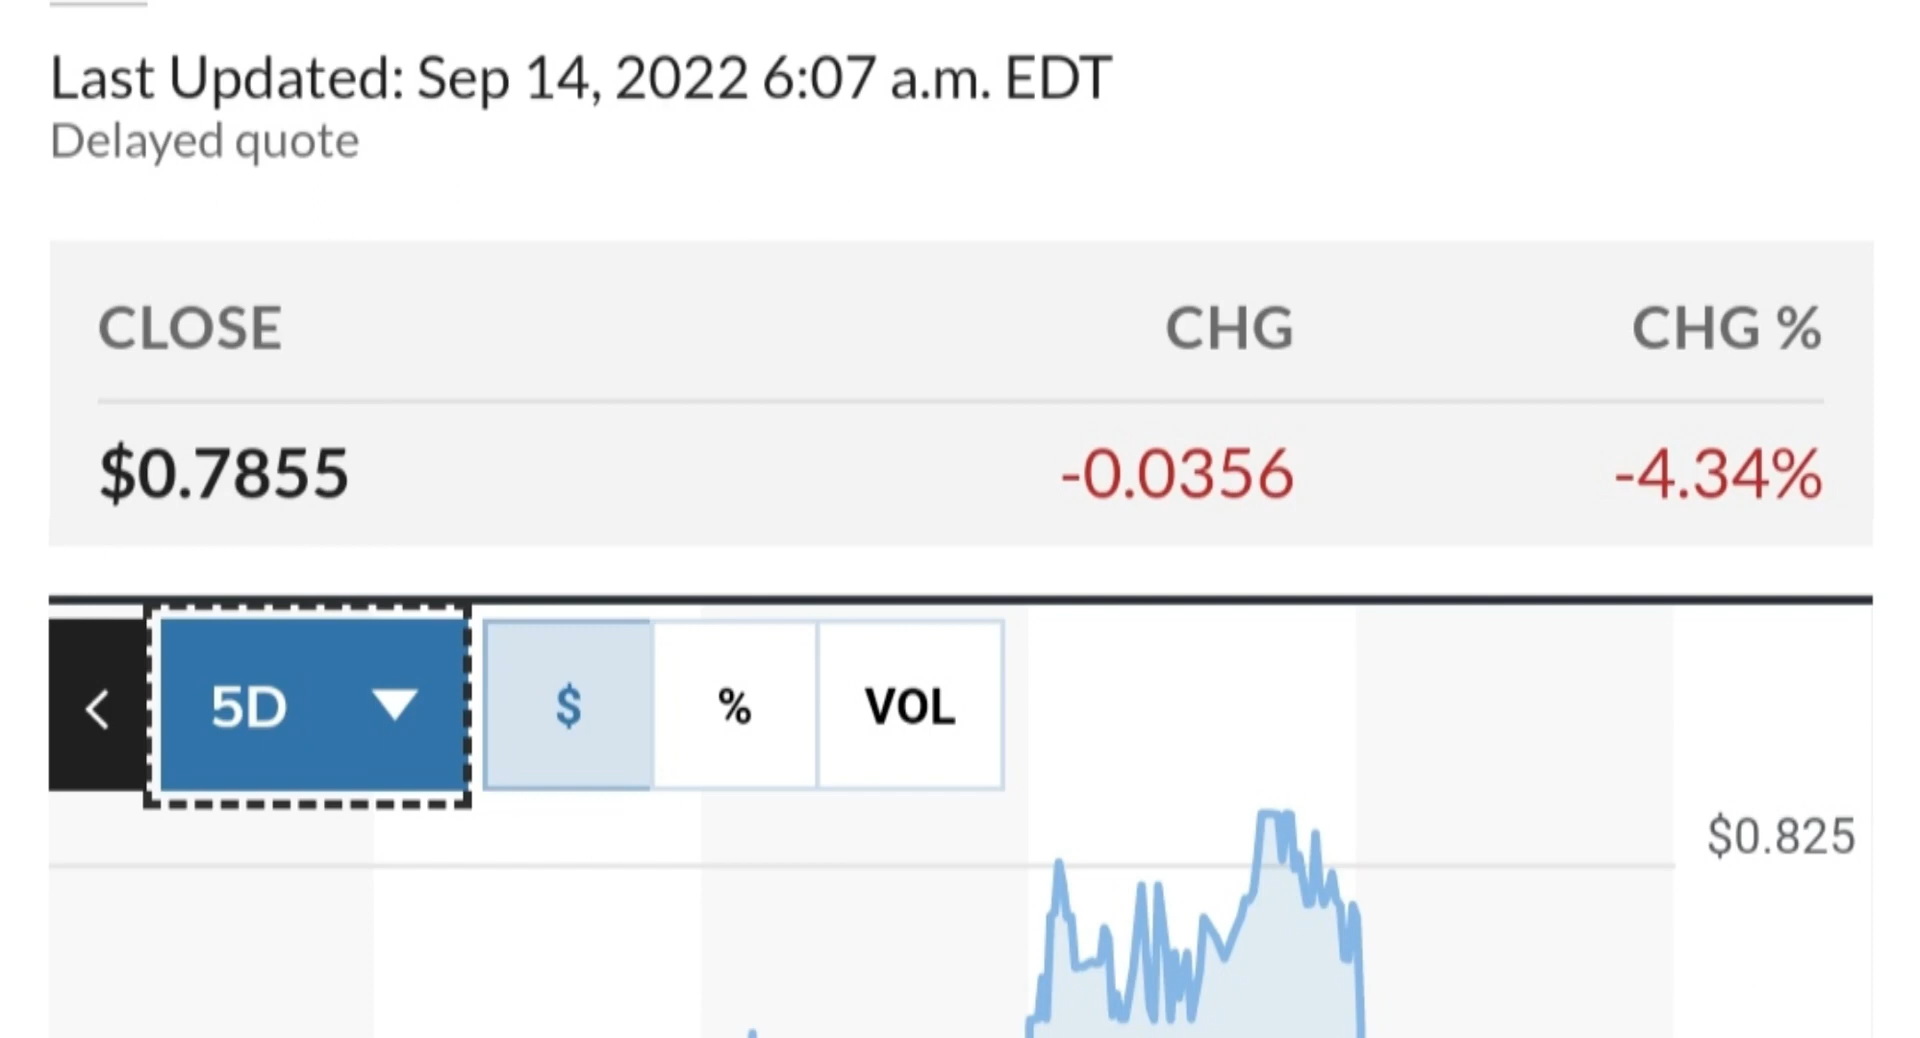 Last Updated: Sep 14, 2022 6:07 a.m. EDT
Delayed quote
CLOSE CHG CHG %
$0.7855 -0.0356 -4.34%
< 5D ▼ $ % VOL
$0.825